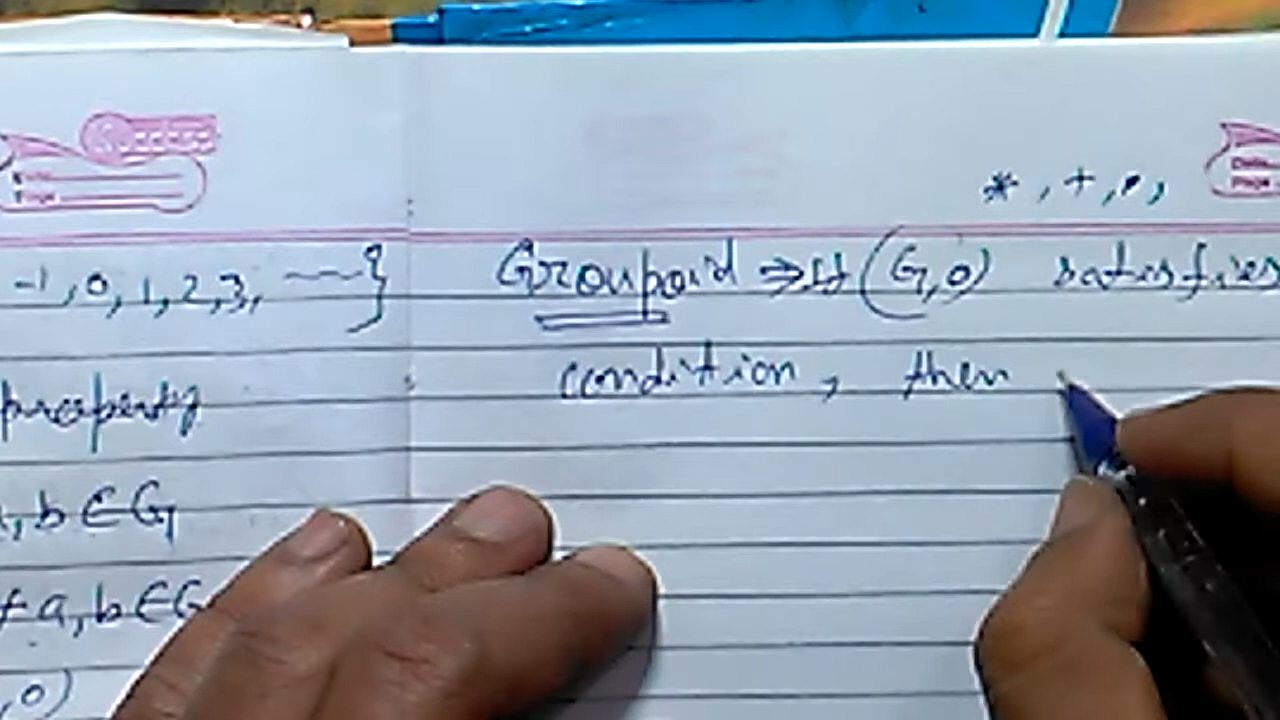 * , + , • ,
-1, 0, 1, 2, 3, ---}
Groupoid ⇒ If (G, o) satisfies
condition, then
property
, b ∈ G
a, b ∈ G
, o)